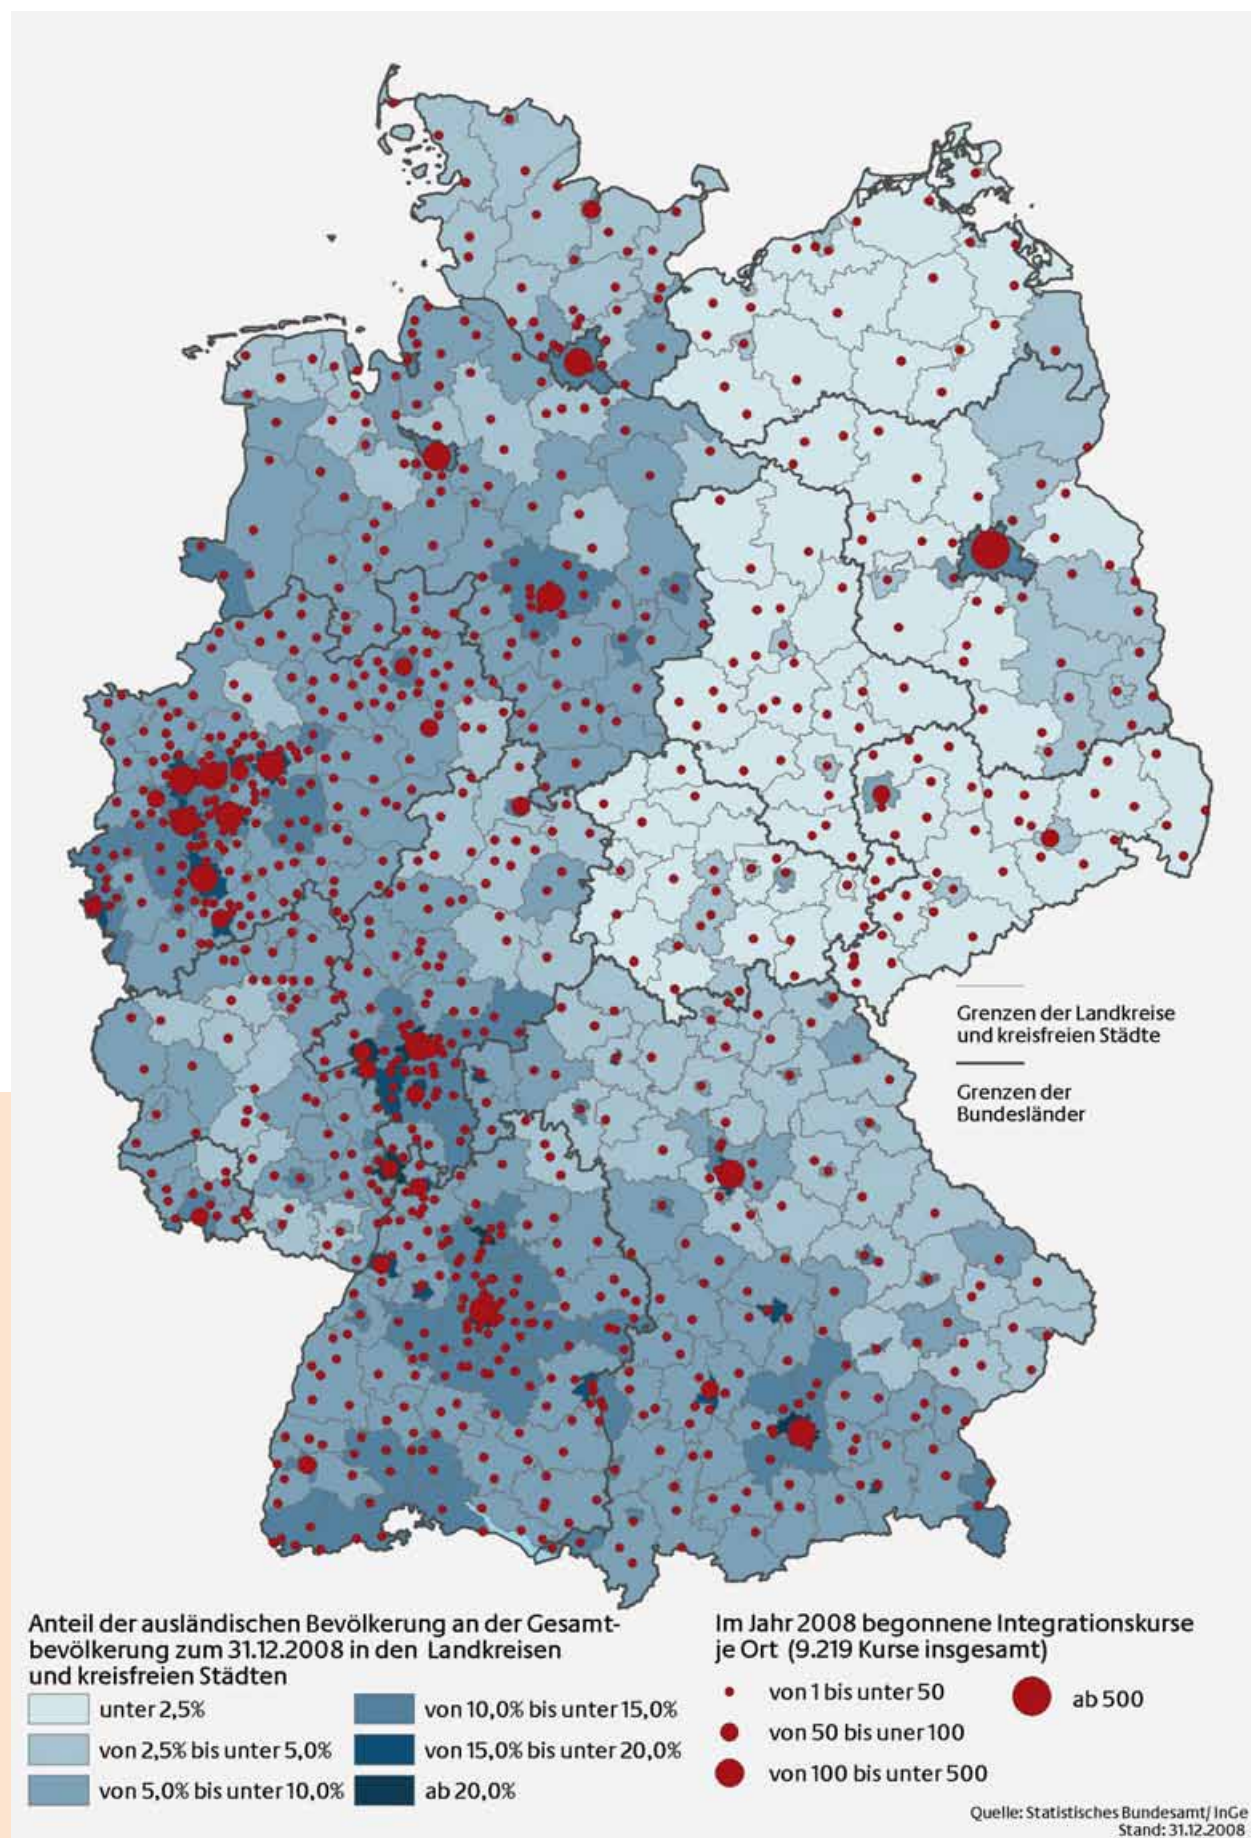 Grenzen der Landkreise
und kreisfreien Städte
Grenzen der
Bundesländer
Anteil der ausländischen Bevölkerung an der Gesamt-
bevölkerung zum 31.12.2008 in den Landkreisen
und kreisfreien Städten
unter 2,5%
von 2,5% bis unter 5,0%
von 5,0% bis unter 10,0%
von 10,0% bis unter 15,0%
von 15,0% bis unter 20,0%
ab 20,0%
Im Jahr 2008 begonnene Integrationskurse
je Ort (9.219 Kurse insgesamt)
von 1 bis unter 50
von 50 bis uner 100
von 100 bis unter 500
ab 500
Quelle: Statistisches Bundesamt/ InGe
Stand: 31.12.2008